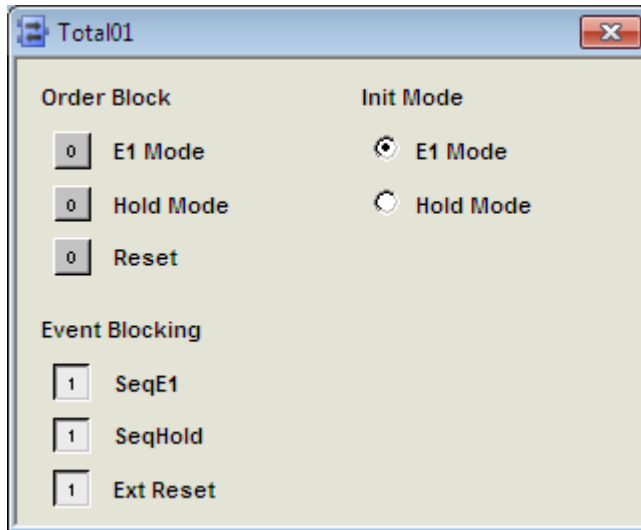 Total01
Order Block
0 E1 Mode
0 Hold Mode
0 Reset
Init Mode
E1 Mode
Hold Mode
Event Blocking
1 SeqE1
1 SeqHold
1 Ext Reset